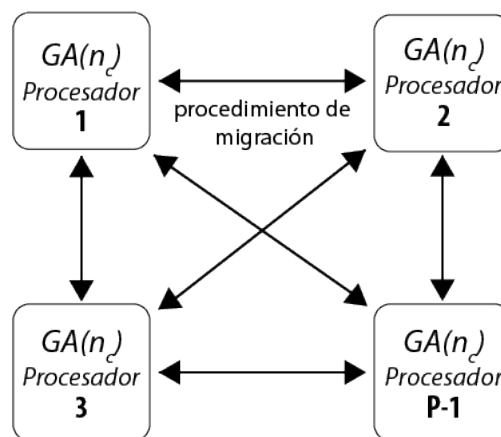 GA(n_c)
Procesador
1
GA(n_c)
Procesador
2
procedimiento de
migración
GA(n_c)
Procesador
3
GA(n_c)
Procesador
P-1